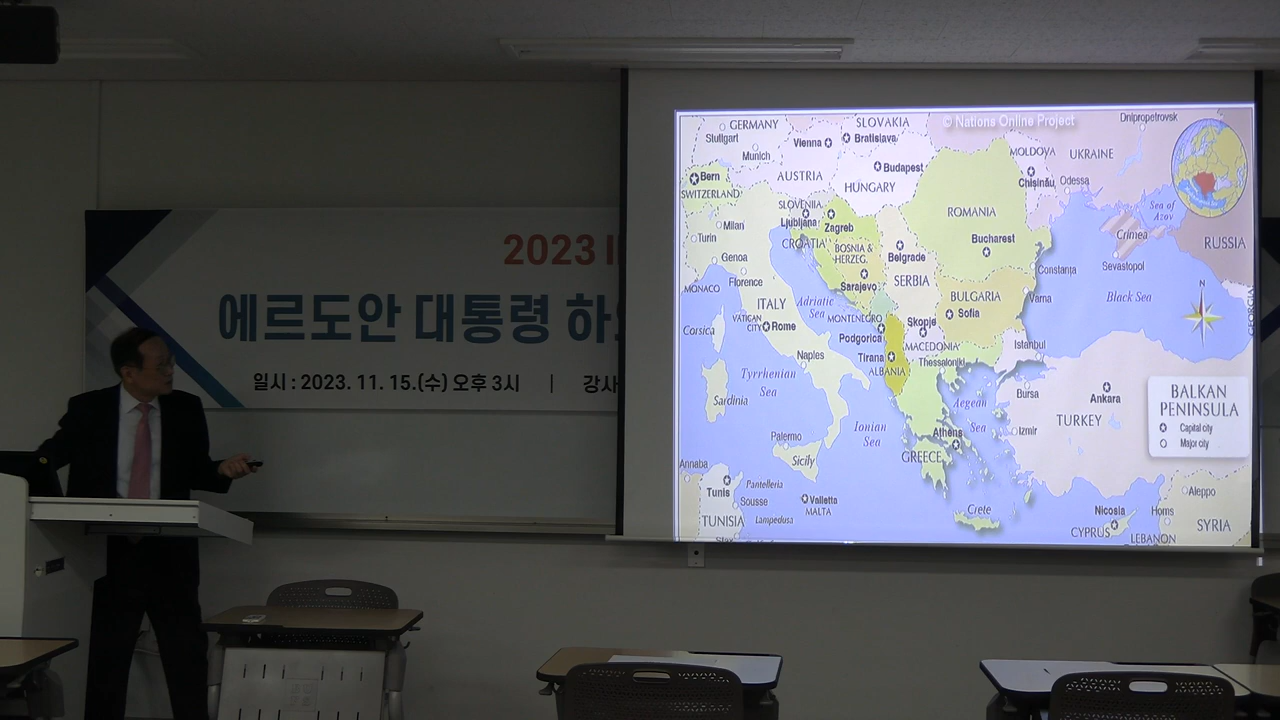 2023
에르도안 대통령
일시 : 2023. 11. 15.(수) 오후 3시 | 강사
© Nations Online Project
Dnipropetrovsk
GERMANY
SLOVAKIA
Stuttgart
Vienna
Bratislava
Munich
MOLDOVA
UKRAINE
Bern
AUSTRIA
Budapest
Chișinău
Odessa
SWITZERLAND
HUNGARY
SLOVENIIA
Sea of
Azov
Ljubljana
Zagreb
ROMANIA
Milan
Turin
CROATIA
BOSNIA &
HERZEG.
Belgrade
Bucharest
Crimea
RUSSIA
Genoa
Sevastopol
MONACO
Florence
Sarajevo
SERBIA
Constanța
ITALY
Adriatic
Sea
BULGARIA
Varna
Black Sea
N
VATICAN
CITY
Rome
MONTENEGRO
Skopje
Sofia
GEORGIA
Corsica
Podgorica
MACEDONIA
Istanbul
Naples
Tirana
ALBANIA
Thessaloniki
Tyrrhenian
Sea
Bursa
Ankara
BALKAN
PENINSULA
Capital city
Major city
Sardinia
Aegean
Sea
TURKEY
Ionian
Sea
Athens
Izmir
Palermo
Sicily
GREECE
Annaba
Tunis
Pantelleria
Aleppo
Sousse
Valletta
MALTA
Crete
Nicosia
Homs
TUNISIA
Lampedusa
CYPRUS
LEBANON
SYRIA